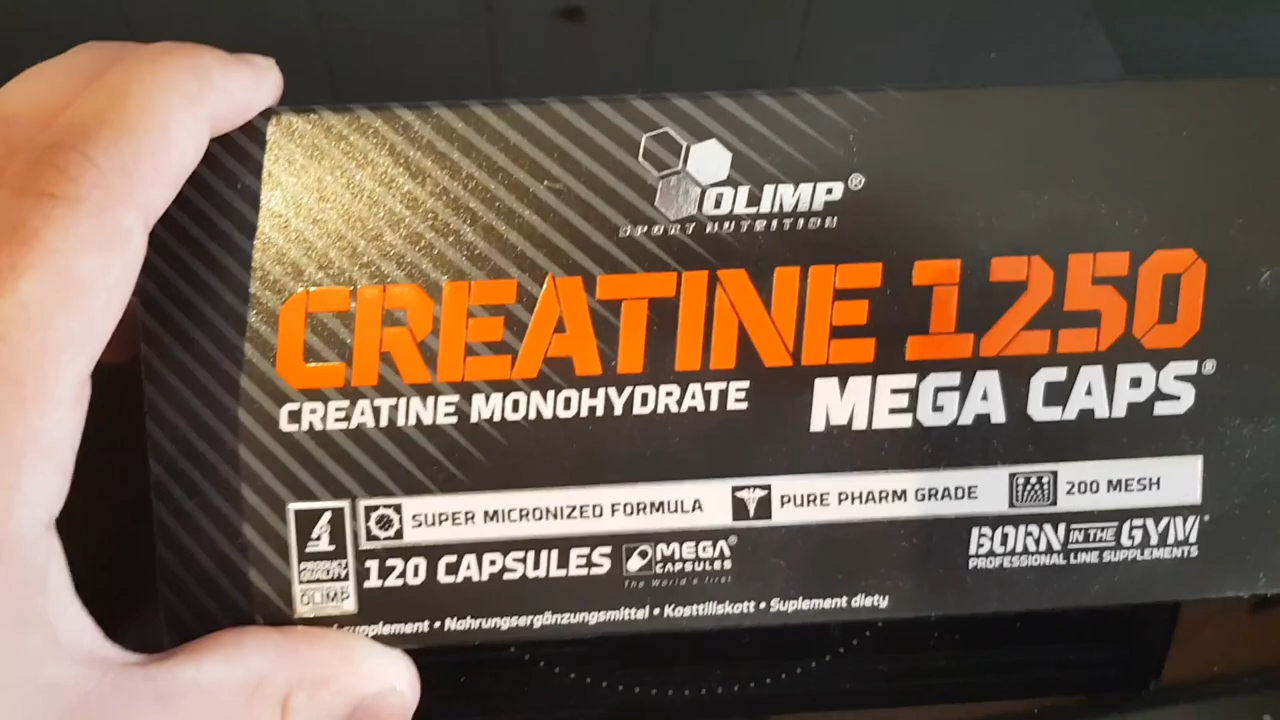 OLIMP®
SPORT NUTRITION
CREATINE 1250
CREATINE MONOHYDRATE
MEGA CAPS®
SUPER MICRONIZED FORMULA
PURE PHARM GRADE
200 MESH
PRODUCT
QUALITY
OLIMP
120 CAPSULES
MEGA®
CAPSULES
The World's first
BORN IN THE GYM
PROFESSIONAL LINE SUPPLEMENTS
supplement • Nahrungsergänzungsmittel • Kosttillskott • Suplement diety